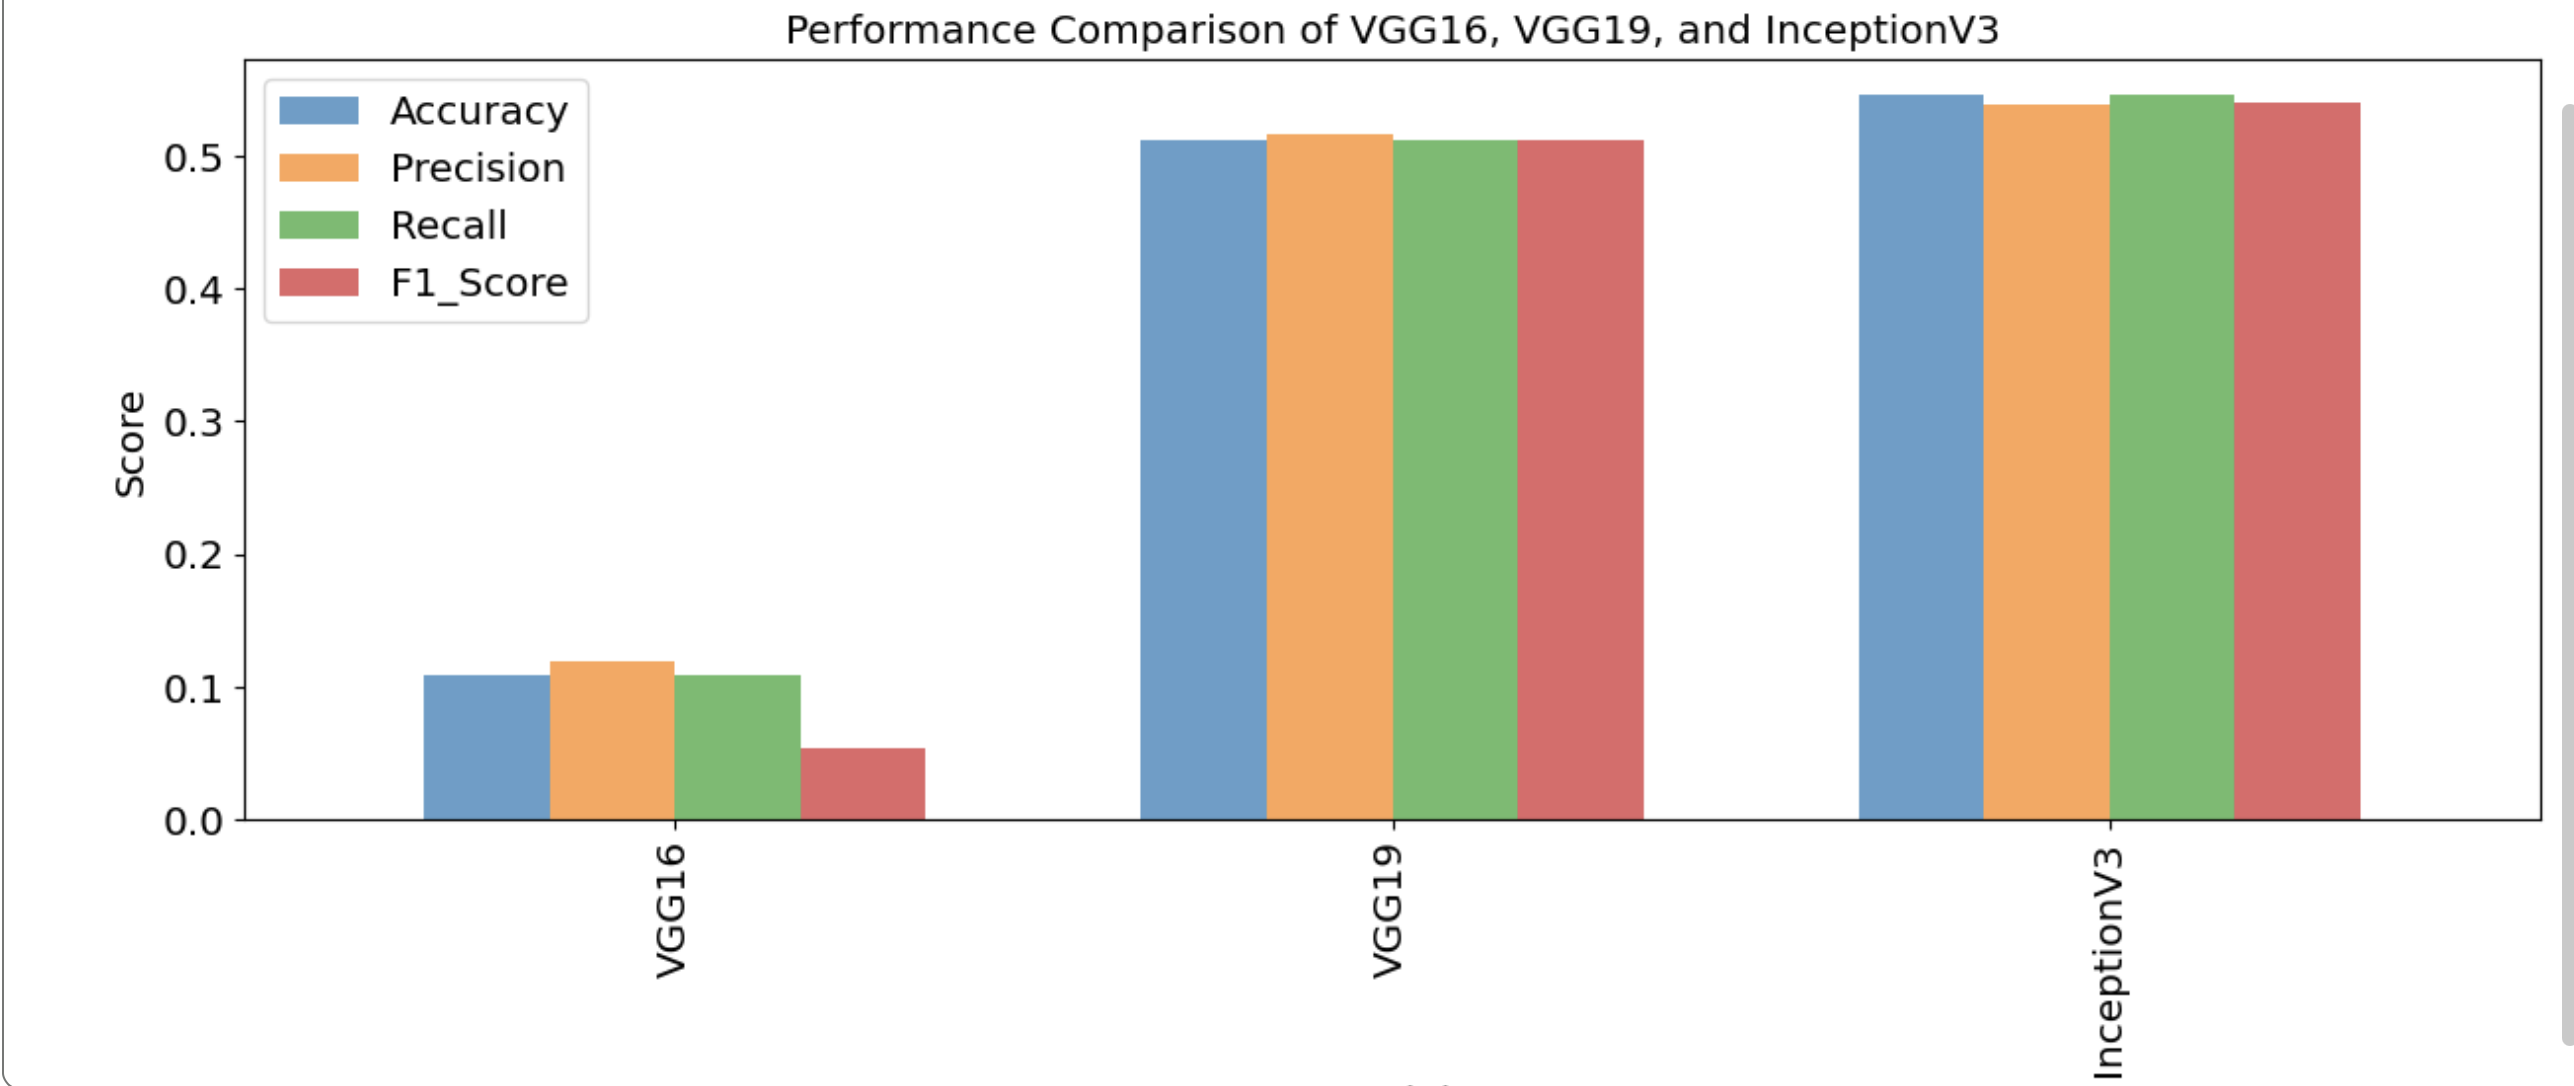 Performance Comparison of VGG16, VGG19, and InceptionV3
Accuracy
Precision
Recall
F1_Score
Score
0.5
0.4
0.3
0.2
0.1
0.0
VGG16
VGG19
InceptionV3